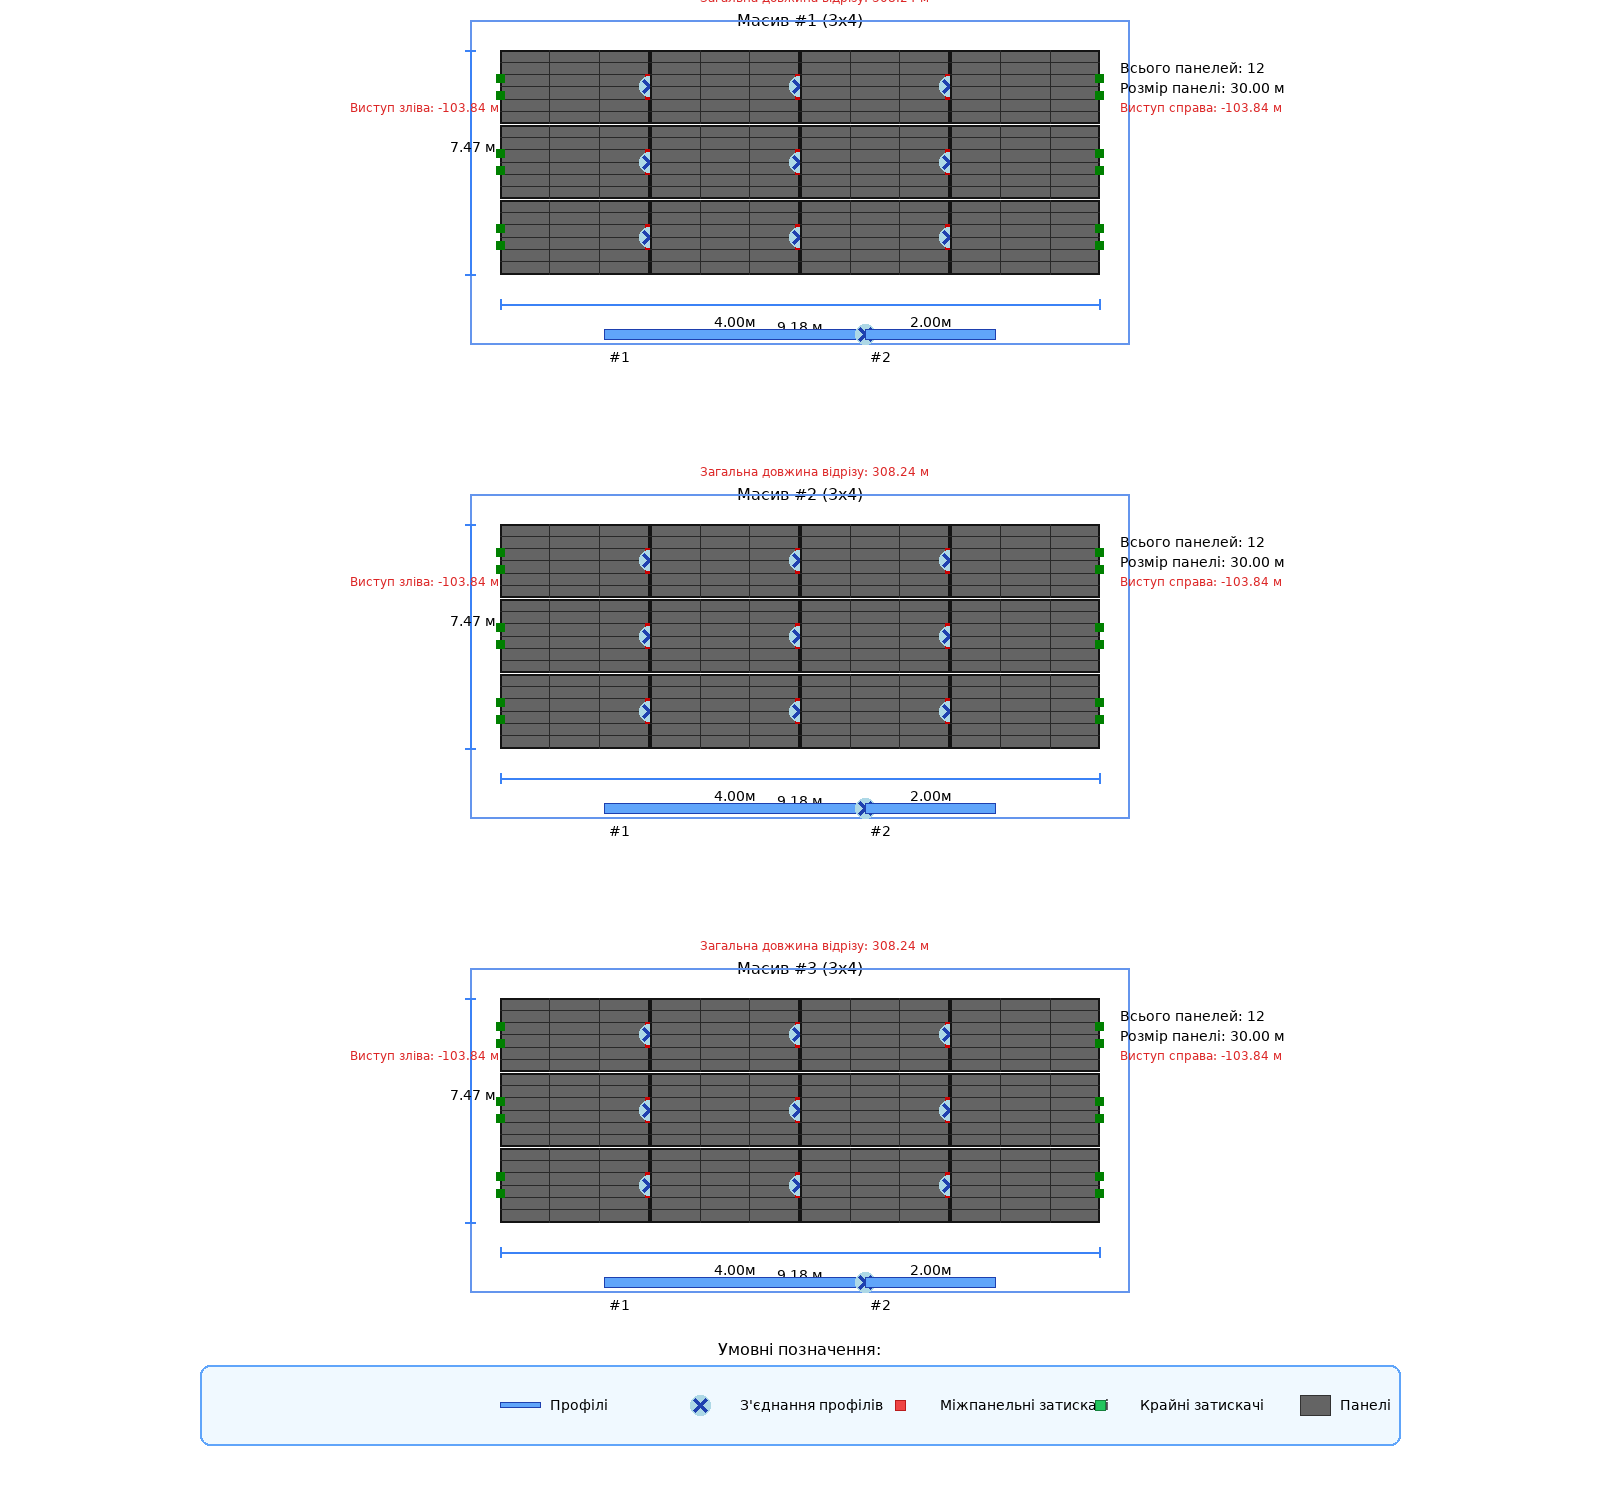 Загальна довжина відрізу: 308.24 м
Масив #1 (3x4)
Всього панелей: 12
Розмір панелі: 30.00 м
Виступ зліва: -103.84 м
Виступ справа: -103.84 м
7.47 м
4.00м
9.18 м
2.00м
#1
#2
Загальна довжина відрізу: 308.24 м
Масив #2 (3x4)
Всього панелей: 12
Розмір панелі: 30.00 м
Виступ зліва: -103.84 м
Виступ справа: -103.84 м
7.47 м
4.00м
9.18 м
2.00м
#1
#2
Загальна довжина відрізу: 308.24 м
Масив #3 (3x4)
Всього панелей: 12
Розмір панелі: 30.00 м
Виступ зліва: -103.84 м
Виступ справа: -103.84 м
7.47 м
4.00м
9.18 м
2.00м
#1
#2
Умовні позначення:
Профілі
З'єднання профілів
Міжпанельні затискачі
Крайні затискачі
Панелі